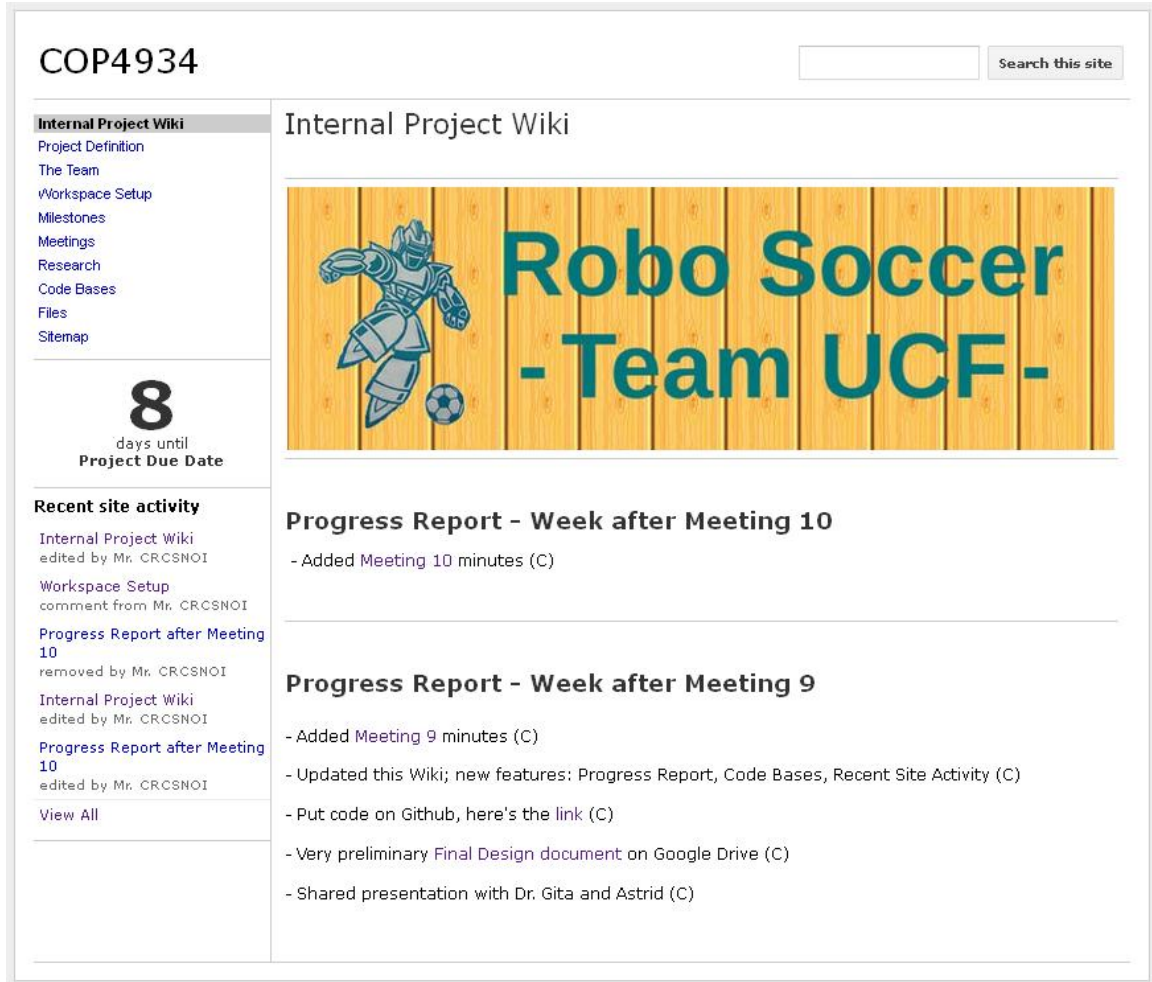 COP4934
Search this site
Internal Project Wiki
Project Definition
The Team
Workspace Setup
Milestones
Meetings
Research
Code Bases
Files
Sitemap
8
days until
Project Due Date
Recent site activity
Internal Project Wiki
edited by Mr. CRCSNOI
Workspace Setup
comment from Mr. CRCSNOI
Progress Report after Meeting
10
removed by Mr. CRCSNOI
Internal Project Wiki
edited by Mr. CRCSNOI
Progress Report after Meeting
10
edited by Mr. CRCSNOI
View All
Internal Project Wiki
Robo Soccer
- Team UCF -
Progress Report - Week after Meeting 10
- Added Meeting 10 minutes (C)
Progress Report - Week after Meeting 9
- Added Meeting 9 minutes (C)
- Updated this Wiki; new features: Progress Report, Code Bases, Recent Site Activity (C)
- Put code on Github, here's the link (C)
- Very preliminary Final Design document on Google Drive (C)
- Shared presentation with Dr. Gita and Astrid (C)